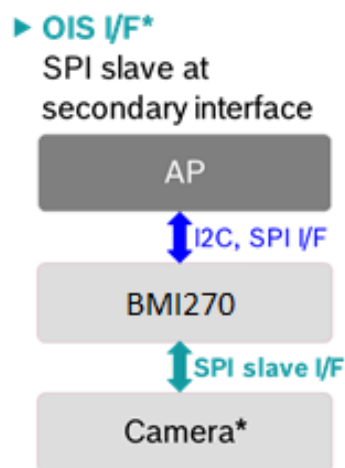 ► OIS I/F*
SPI slave at
secondary interface
AP
I2C, SPI I/F
BMI270
SPI slave I/F
Camera*